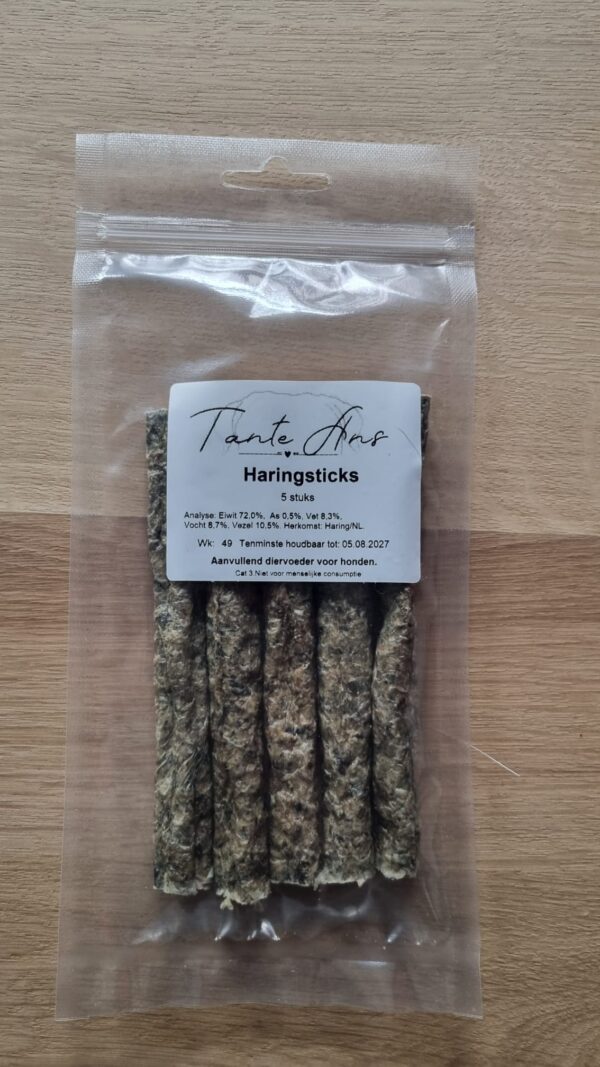 Tante Ans
Haringsticks
5 stuks
Analyse: Eiwit 72.0%, As 0,5%, Vet 8,3%,
Vocht 8,7%, Vezel 10,5%. Herkomst: Haring/NL.
Wk: 49 Tenminste houdbaar tot: 05.08.2027
Aanvullend diervoeder voor honden.
Cat 3.Niet voor menselijke consumptie